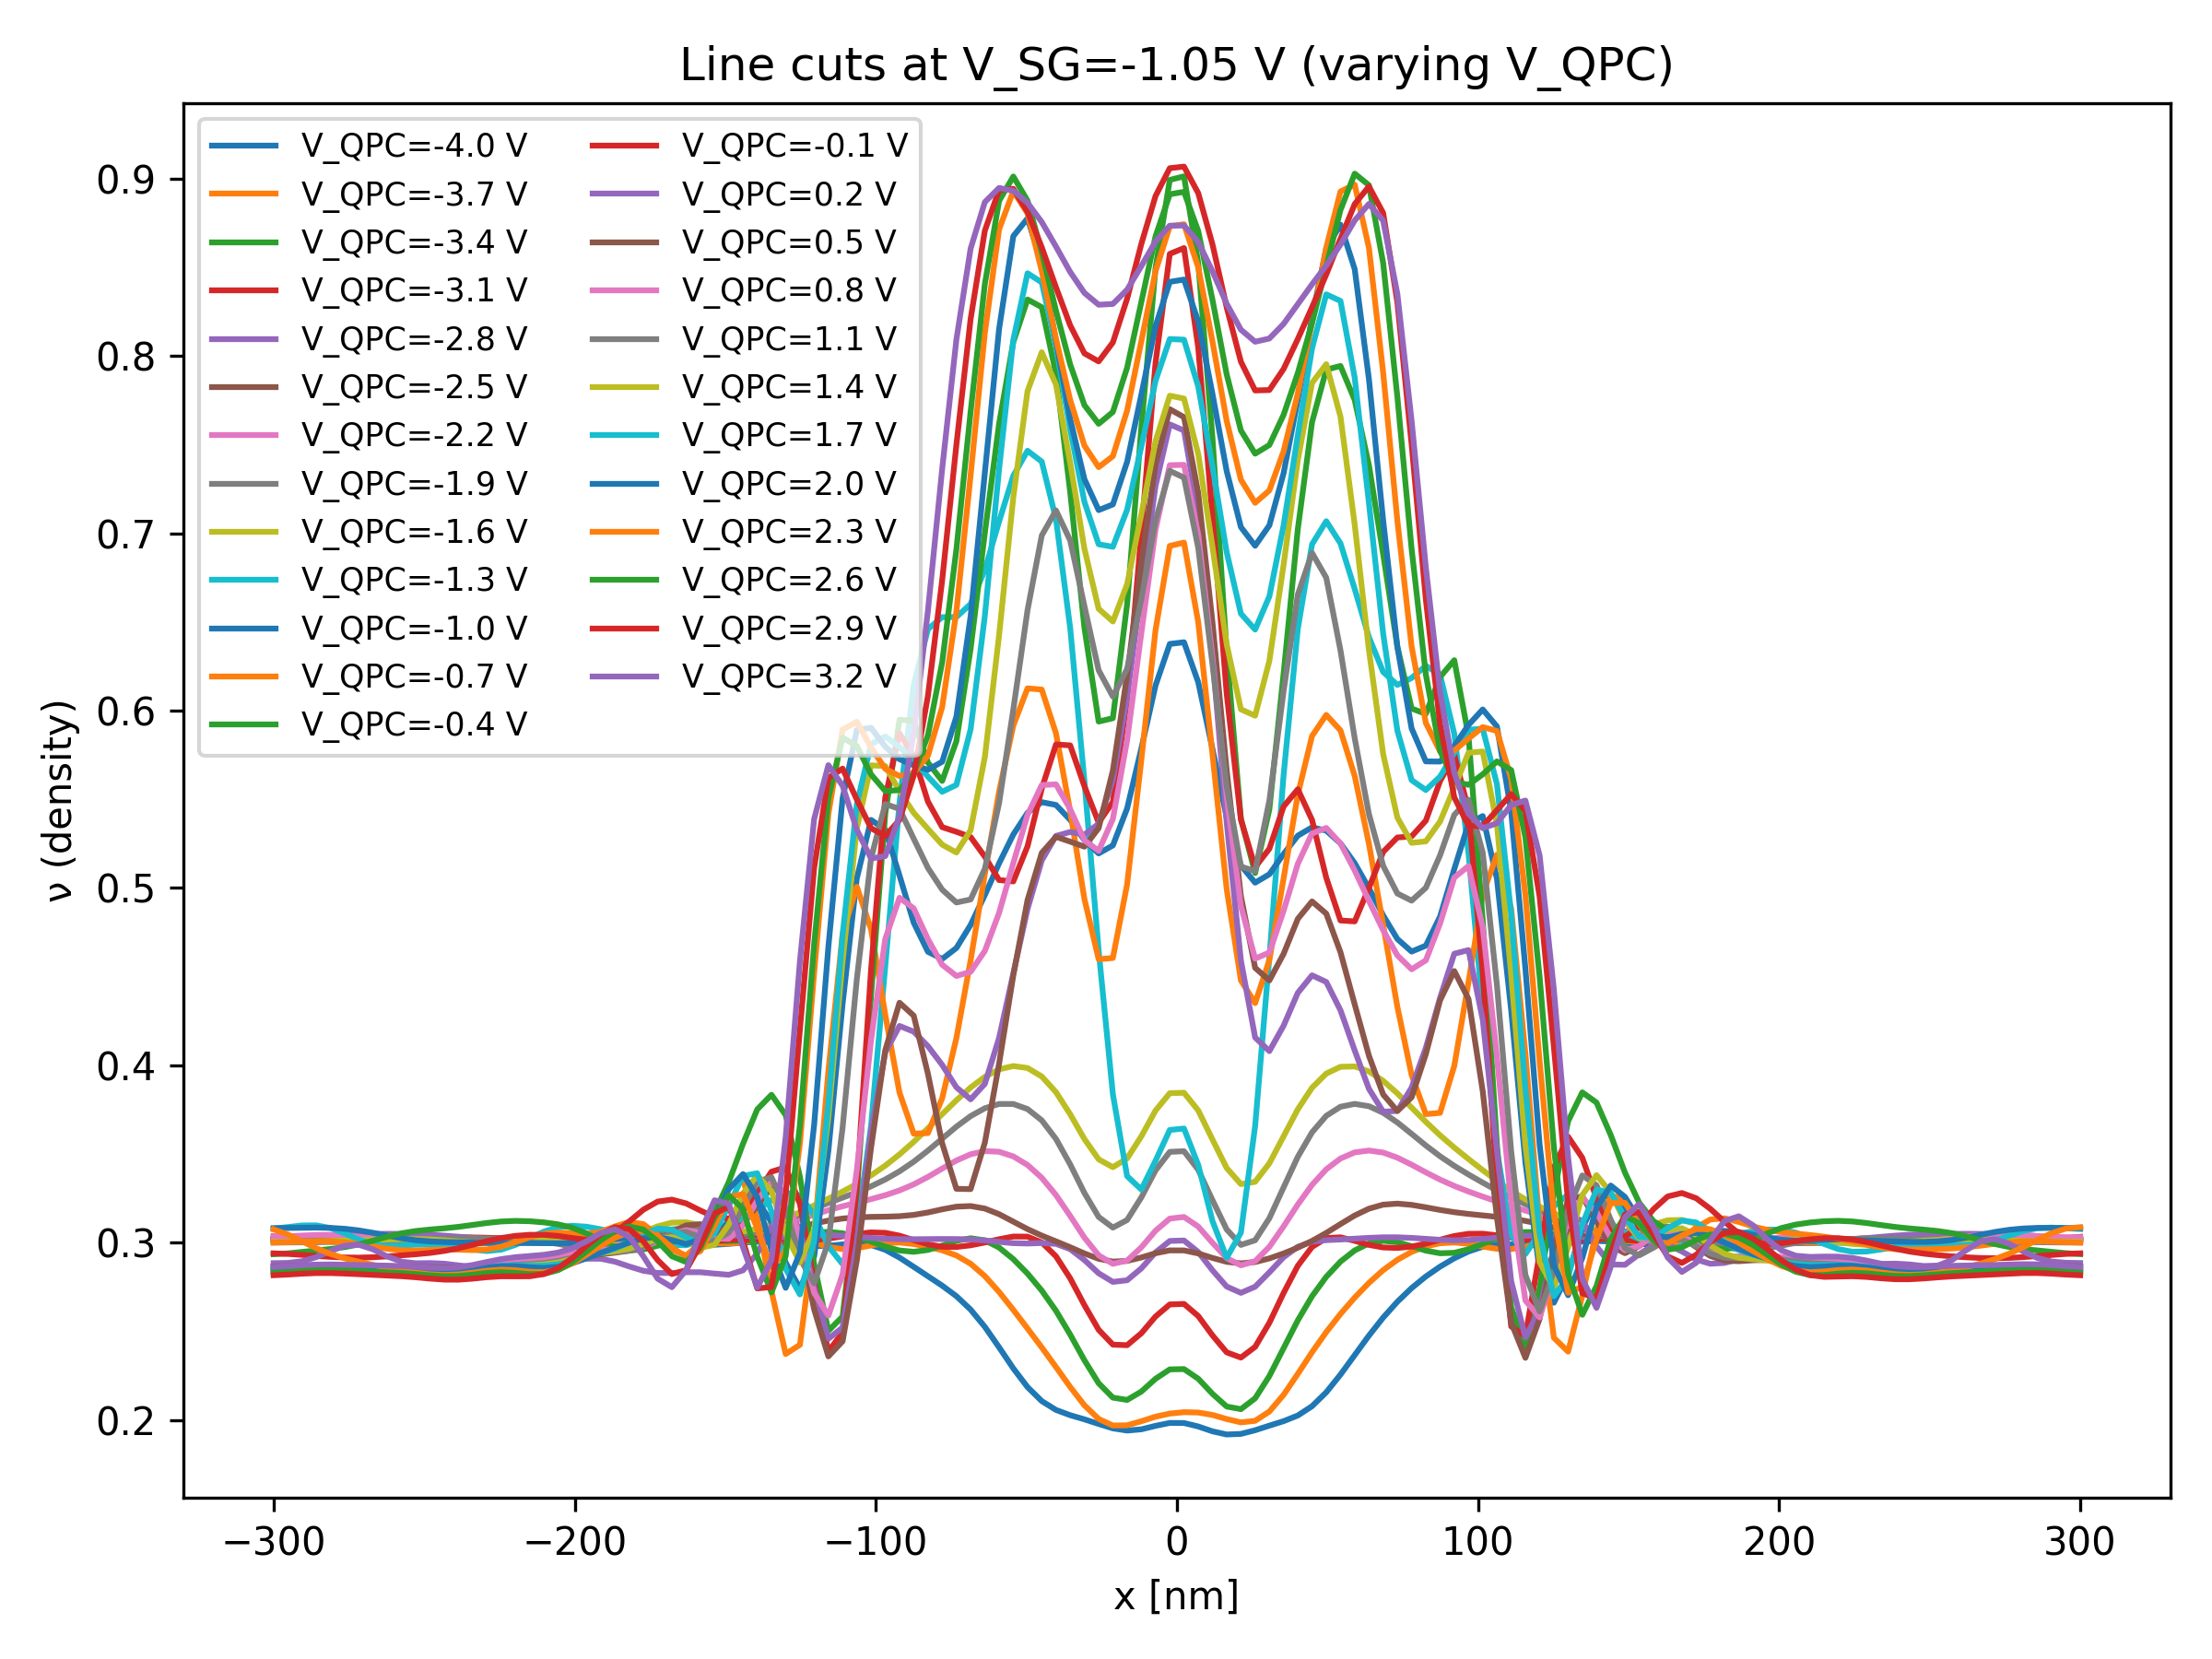 Line cuts at V_SG=-1.05 V (varying V_QPC)
V_QPC=-4.0 V
V_QPC=-3.7 V
V_QPC=-3.4 V
V_QPC=-3.1 V
V_QPC=-2.8 V
V_QPC=-2.5 V
V_QPC=-2.2 V
V_QPC=-1.9 V
V_QPC=-1.6 V
V_QPC=-1.3 V
V_QPC=-1.0 V
V_QPC=-0.7 V
V_QPC=-0.4 V
V_QPC=-0.1 V
V_QPC=0.2 V
V_QPC=0.5 V
V_QPC=0.8 V
V_QPC=1.1 V
V_QPC=1.4 V
V_QPC=1.7 V
V_QPC=2.0 V
V_QPC=2.3 V
V_QPC=2.6 V
V_QPC=2.9 V
V_QPC=3.2 V
ν (density)
0.9
0.8
0.7
0.6
0.5
0.4
0.3
0.2
−300 −200 −100 0 100 200 300
x [nm]